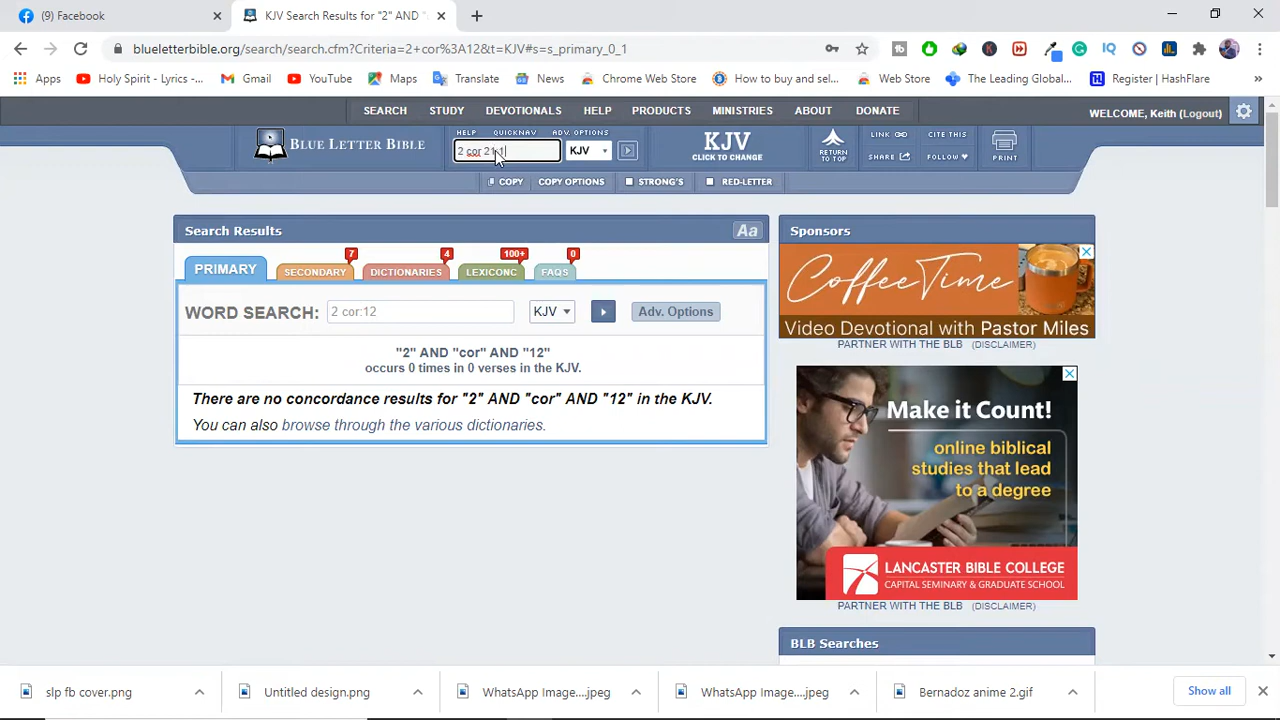 (9) Facebook
KJV Search Results for "2" AND "
blueletterbible.org/search/search.cfm?Criteria=2+cor%3A12&t=KJV#s=s_primary_0_1
Apps
Holy Spirit - Lyrics -...
Gmail
YouTube
Maps
Translate
News
Chrome Web Store
How to buy and sel...
Web Store
The Leading Global...
Register | HashFlare
SEARCH
STUDY
DEVOTIONALS
HELP
PRODUCTS
MINISTRIES
ABOUT
DONATE
WELCOME, Keith (Logout)
BLUE LETTER BIBLE
HELP
QUICKNAV
ADV. OPTIONS
2 cor 21:1
KJV
KJV
CLICK TO CHANGE
RETURN
TO TOP
LINK
SHARE
CITE THIS
FOLLOW
PRINT
COPY
COPY OPTIONS
STRONG'S
RED-LETTER
Search Results
Aa
PRIMARY
SECONDARY
7
DICTIONARIES
4
LEXICONC
100+
FAQS
0
WORD SEARCH:
2 cor:12
KJV
Adv. Options
"2" AND "cor" AND "12"
occurs 0 times in 0 verses in the KJV.
There are no concordance results for "2" AND "cor" AND "12" in the KJV.
You can also browse through the various dictionaries.
Sponsors
COFFEE TIME
Video Devotional with Pastor Miles
PARTNER WITH THE BLB (DISCLAIMER)
Make it Count!
online biblical
studies that lead
to a degree
LANCASTER BIBLE COLLEGE
CAPITAL SEMINARY & GRADUATE SCHOOL
PARTNER WITH THE BLB (DISCLAIMER)
BLB Searches
slp fb cover.png
Untitled design.png
WhatsApp Image....jpeg
WhatsApp Image....jpeg
Bernadoz anime 2.gif
Show all